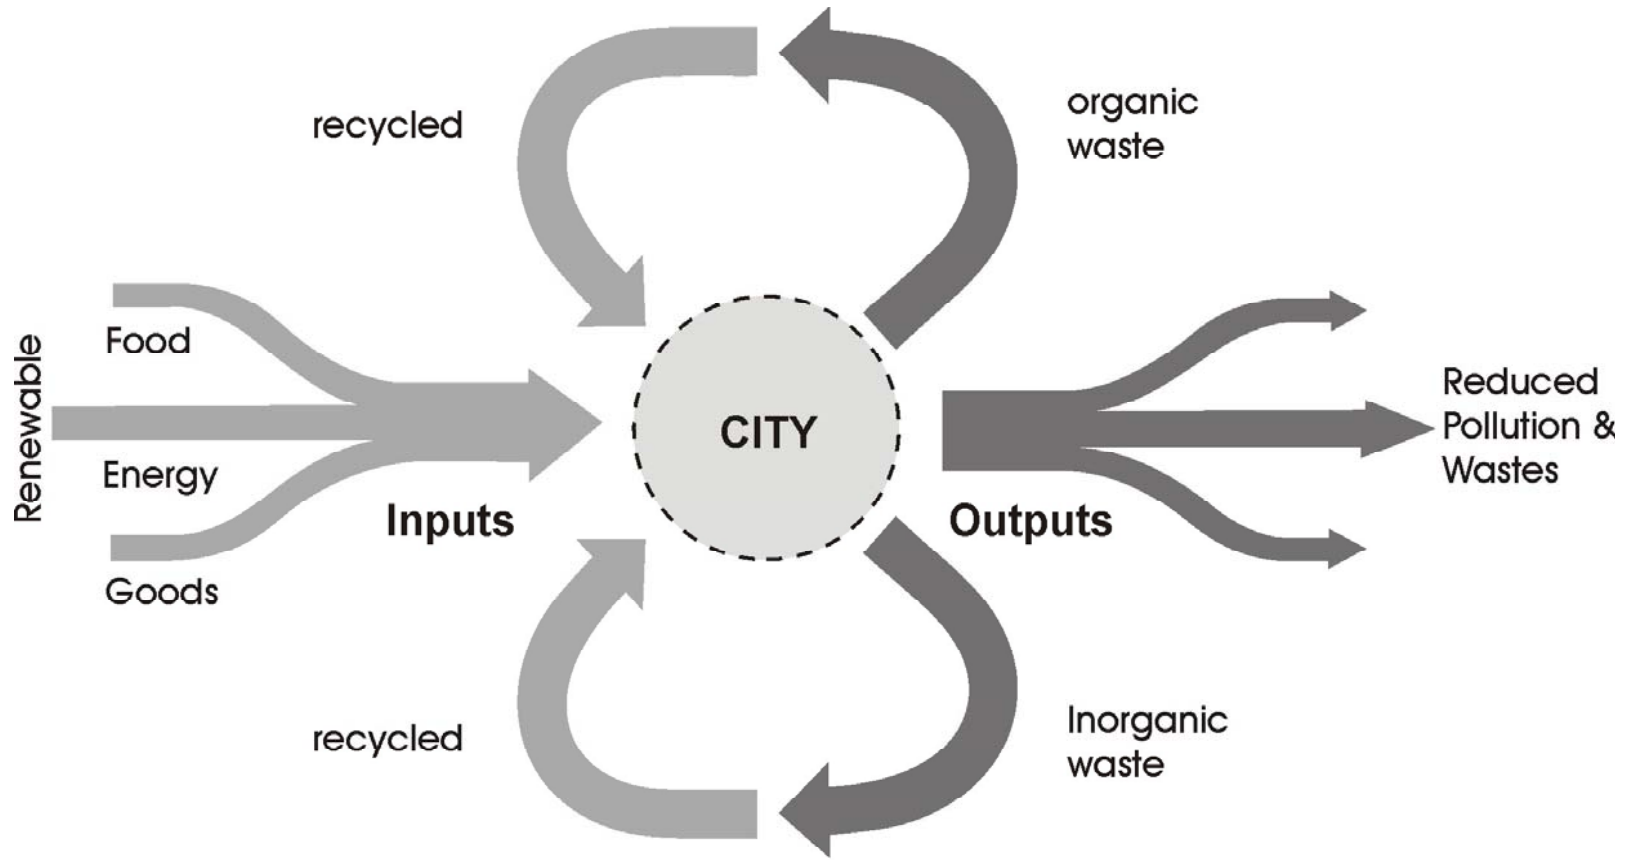 recycled
organic
waste
Renewable
Food
Energy
Goods
Inputs
CITY
Outputs
Reduced
Pollution &
Wastes
recycled
Inorganic
waste